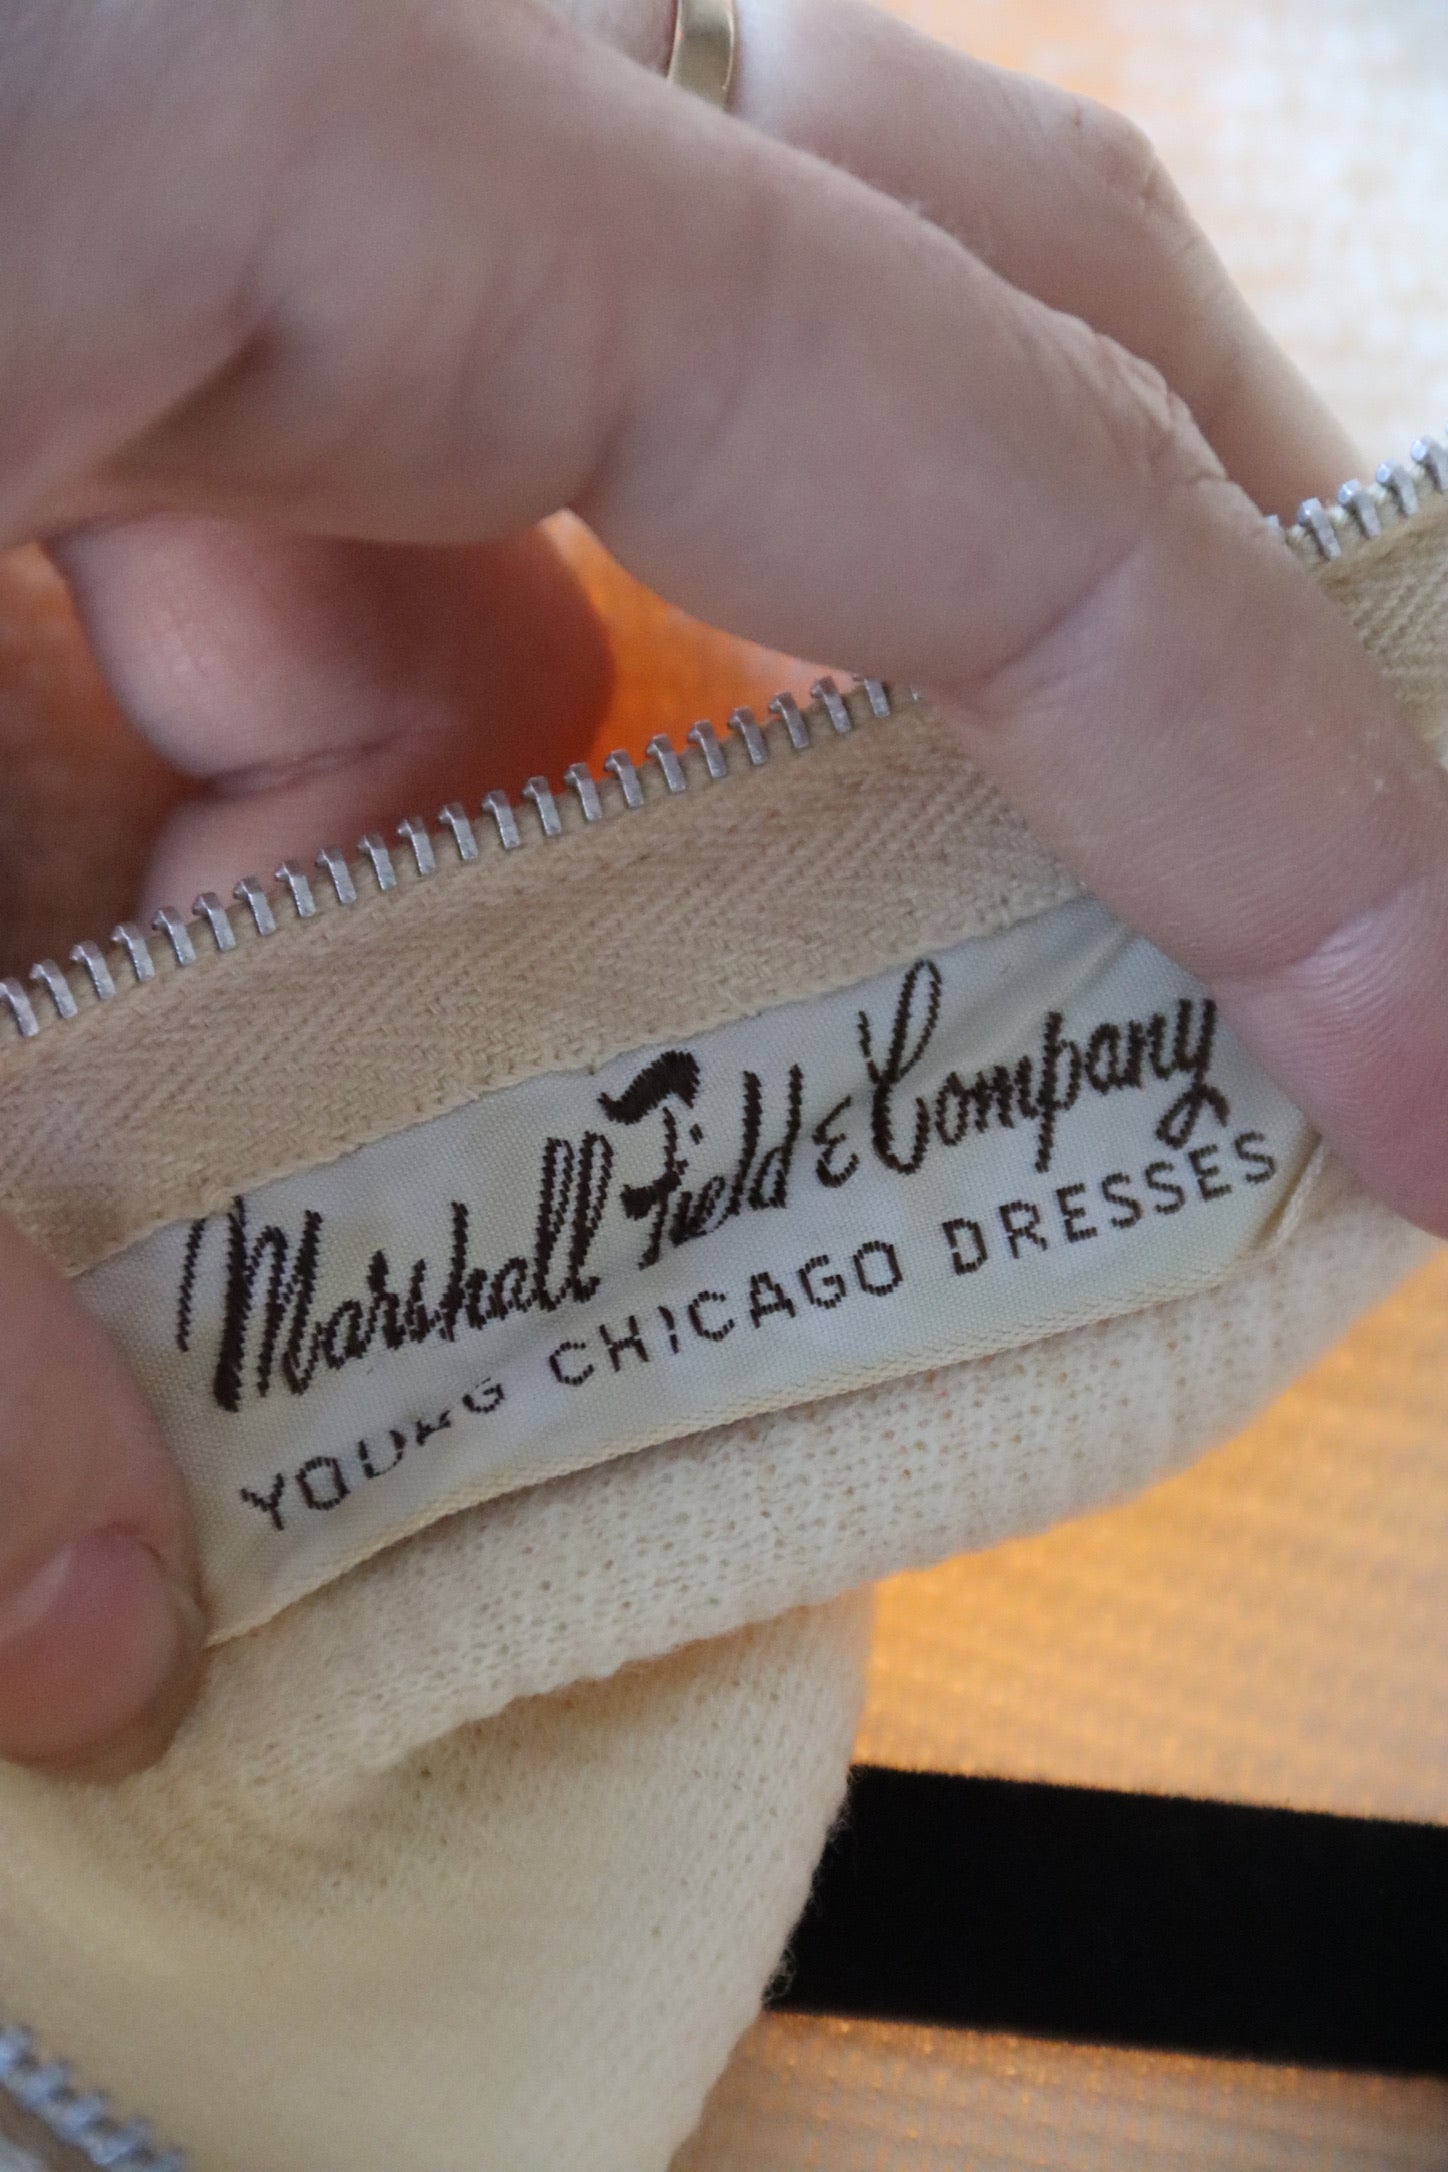 Marshall Field & Company
YOUNG CHICAGO DRESSES